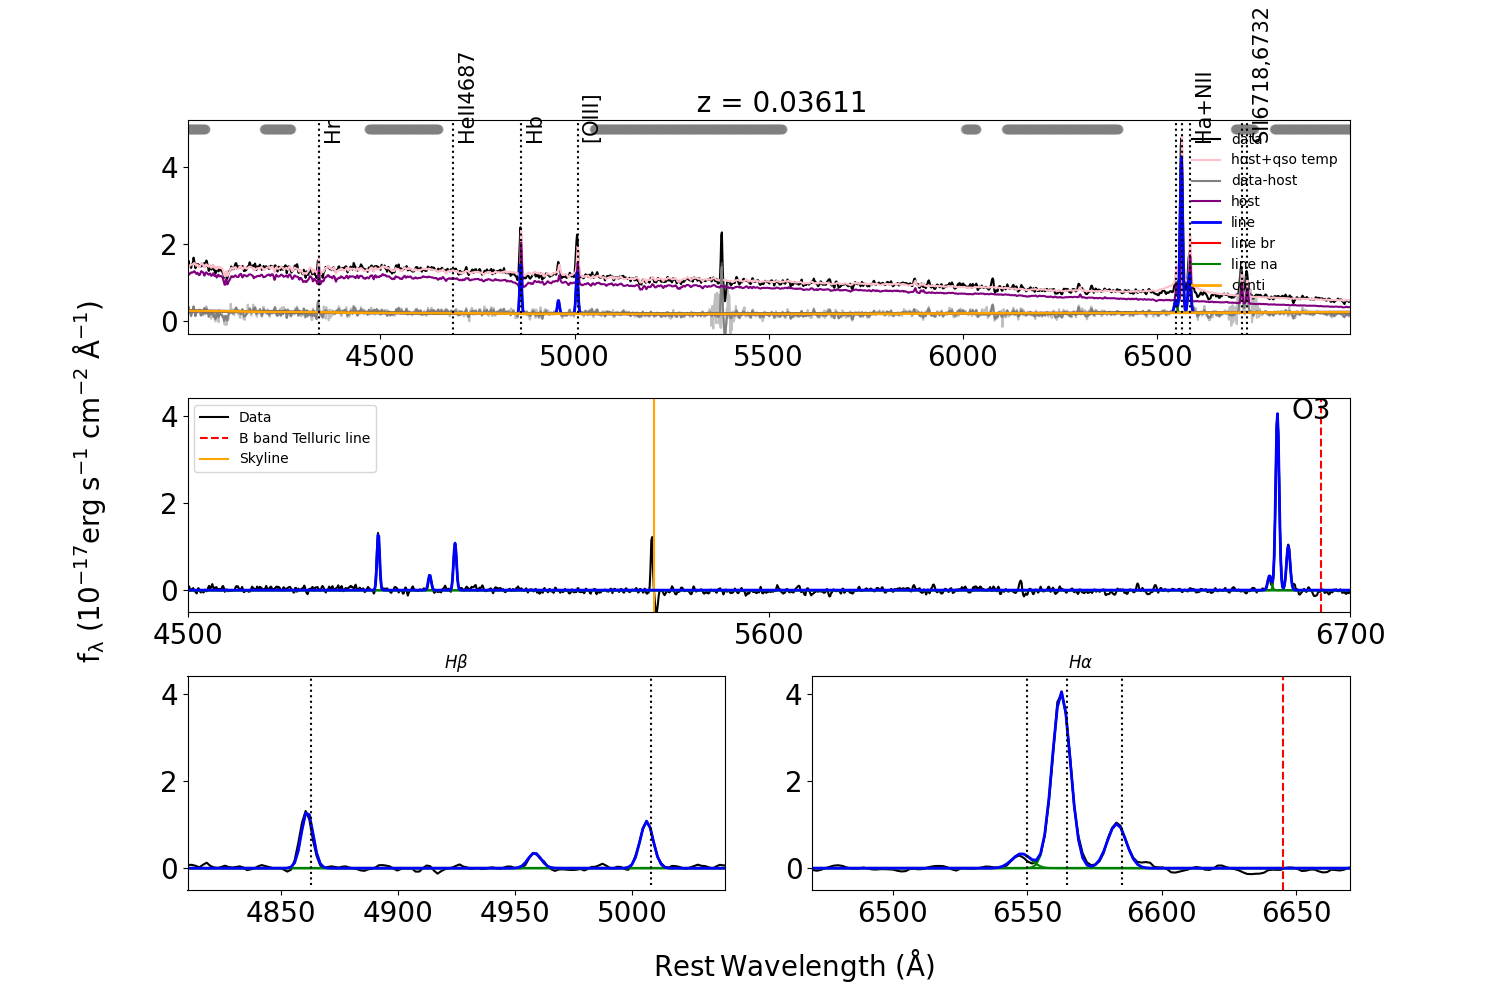 z = 0.03611
Hr
HeII4687
Hb
[OIII]
Ha+NII
SII6718,6732
data
host+qso temp
data-host
host
line
line br
line na
conti
4
2
0
4500
5000
5500
6000
6500
fλ (10⁻¹⁷erg s⁻¹ cm⁻² Å⁻¹)
O3
Data
B band Telluric line
Skyline
4
2
0
4500
5600
6700
Hβ
4
2
0
4850
4900
4950
5000
Hα
4
2
0
6500
6550
6600
6650
Rest Wavelength (Å)